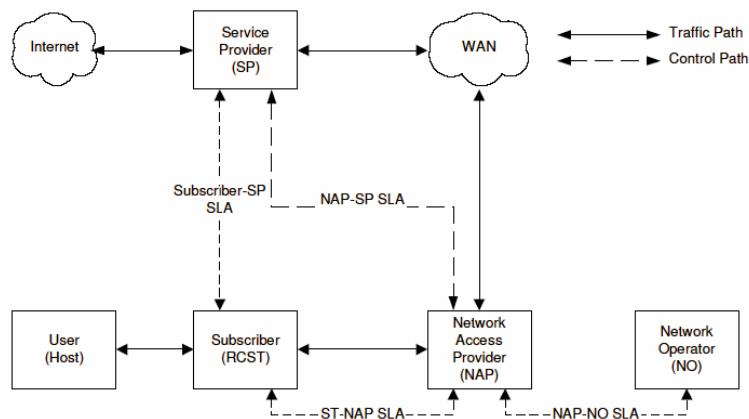 Internet
Service
Provider
(SP)
WAN
Traffic Path
Control Path
Subscriber-SP
SLA
NAP-SP SLA
User
(Host)
Subscriber
(RCST)
Network
Access
Provider
(NAP)
Network
Operator
(NO)
ST-NAP SLA
NAP-NO SLA